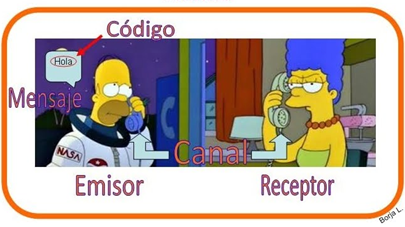 Código
Hola
Mensaje
NASA
Canal
Emisor
Receptor
Borja L.